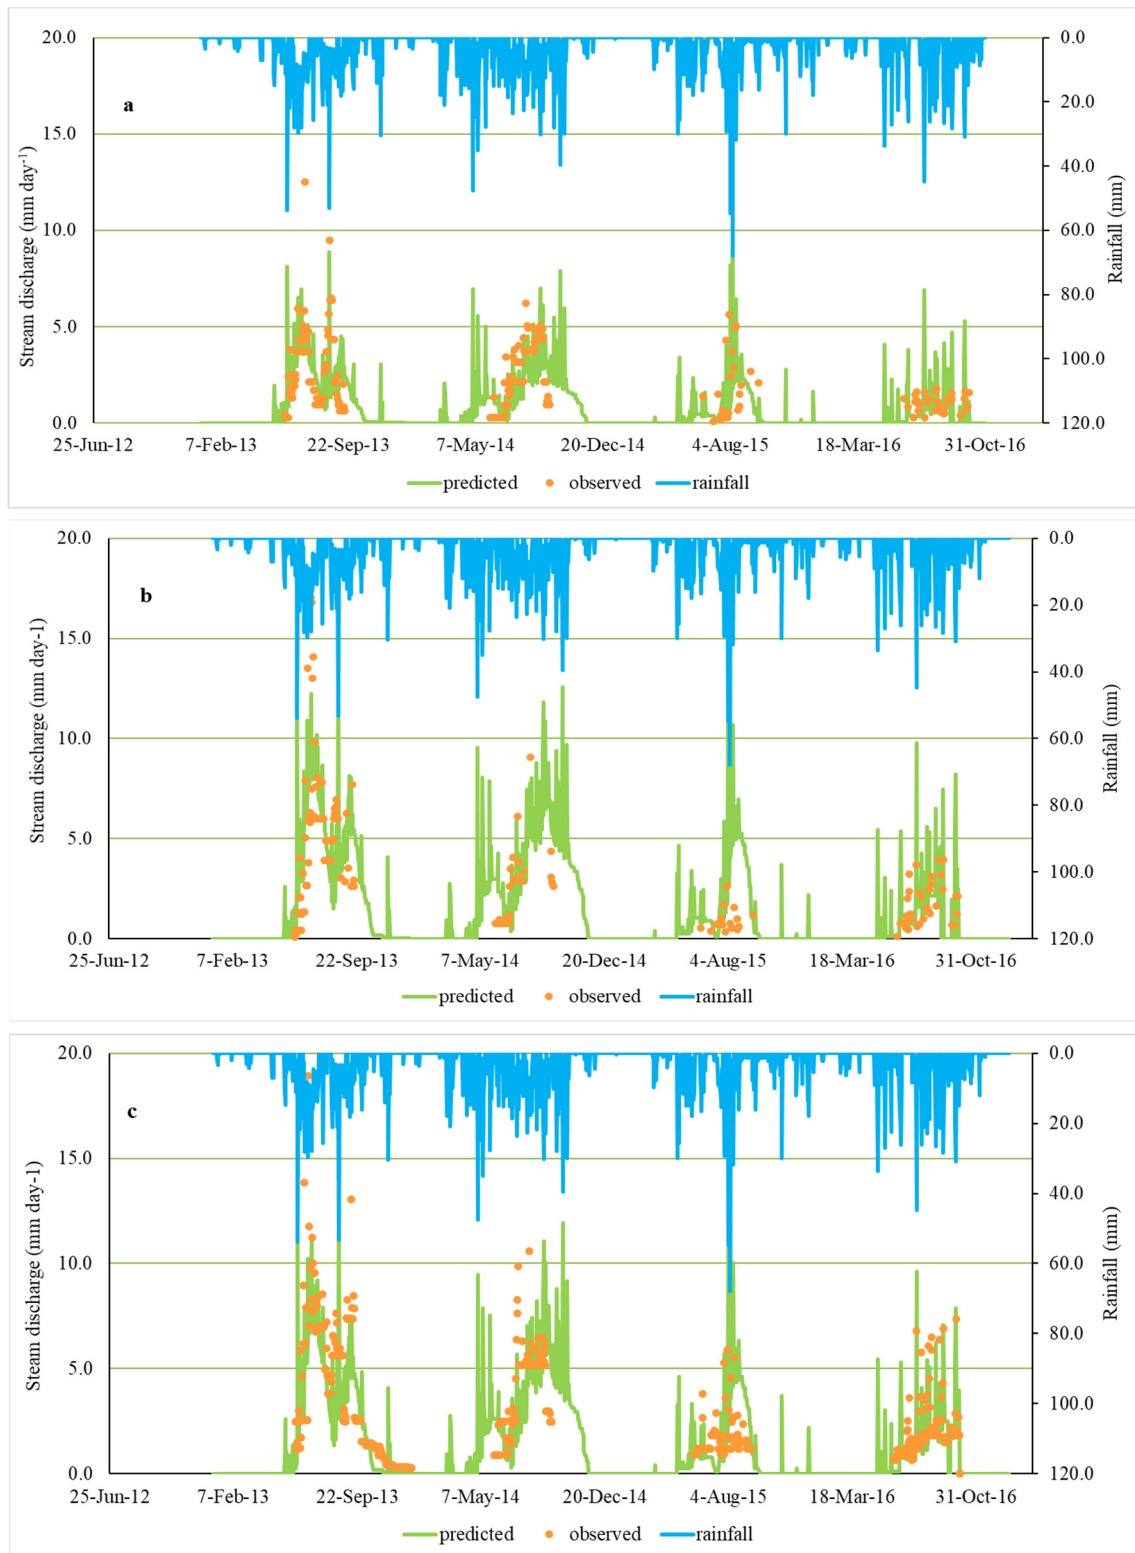 20.0 0.0
a
20.0
15.0
40.0
10.0 60.0
80.0
5.0
100.0
0.0 120.0
Stream discharge (mm day-1)
Rainfall (mm)
25-Jun-12 7-Feb-13 22-Sep-13 7-May-14 20-Dec-14 4-Aug-15 18-Mar-16 31-Oct-16
predicted observed rainfall
20.0 0.0
b
20.0
15.0
40.0
10.0 60.0
80.0
5.0
100.0
0.0 120.0
Stream discharge (mm day-1)
Rainfall (mm)
25-Jun-12 7-Feb-13 22-Sep-13 7-May-14 20-Dec-14 4-Aug-15 18-Mar-16 31-Oct-16
predicted observed rainfall
20.0 0.0
c
20.0
15.0
40.0
10.0 60.0
80.0
5.0
100.0
0.0 120.0
Steam discharge (mm day-1)
Rainfall (mm)
25-Jun-12 7-Feb-13 22-Sep-13 7-May-14 20-Dec-14 4-Aug-15 18-Mar-16 31-Oct-16
predicted observed rainfall